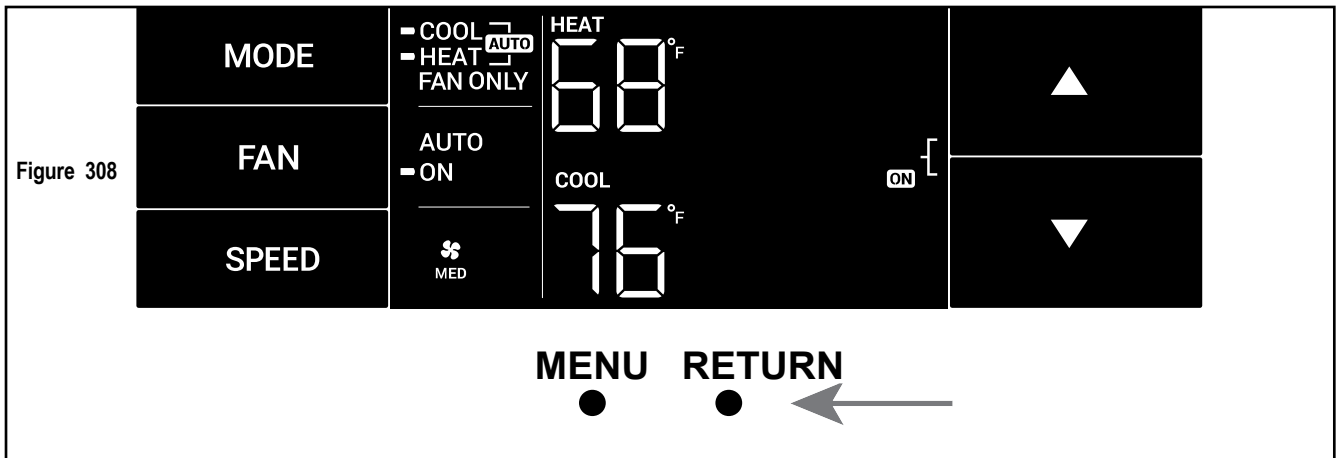 Figure 308
MODE
FAN
SPEED
COOL
AUTO
HEAT
FAN ONLY
AUTO
ON
MED
HEAT
68°F
COOL
76°F
ON
MENU RETURN